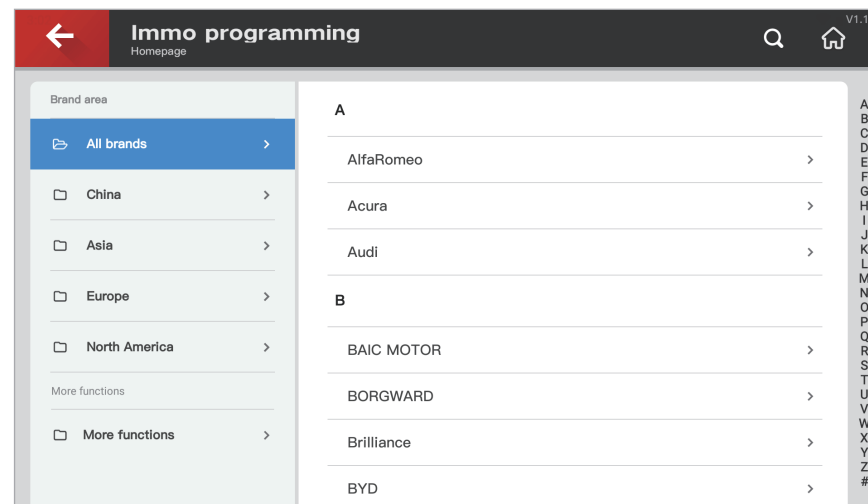 Immo programming
Homepage
V1.1
Brand area
All brands
China
Asia
Europe
North America
More functions
More functions
A
AlfaRomeo
Acura
Audi
B
BAIC MOTOR
BORGWARD
Brilliance
BYD
A
B
C
D
E
F
G
H
I
J
K
L
M
N
O
P
Q
R
S
T
U
V
W
X
Y
Z
#